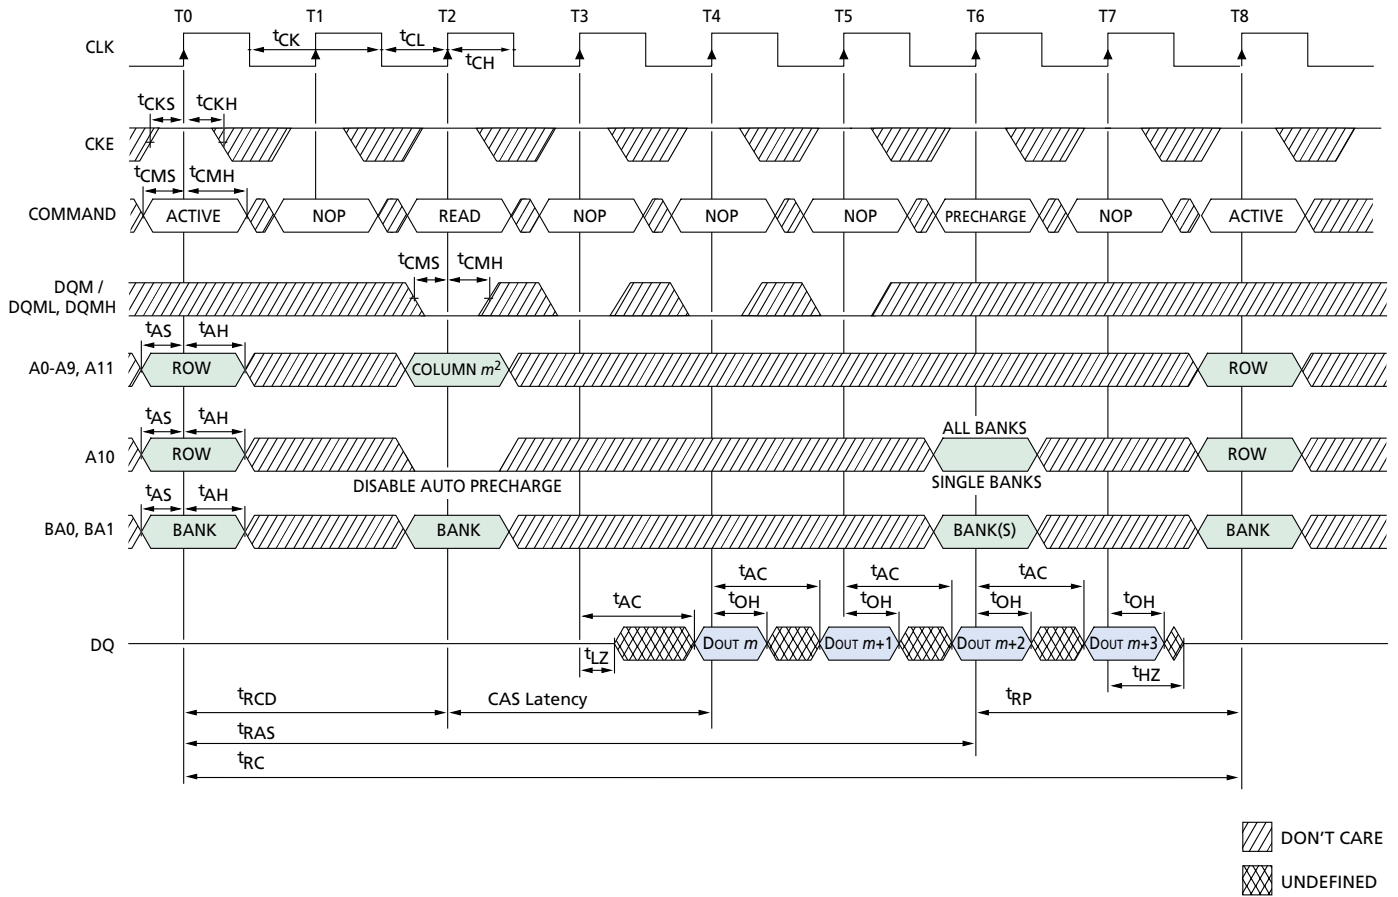 T0 T1 T2 T3 T4 T5 T6 T7 T8
CLK
tCK tCL
tCH
tCKS tCKH
CKE
tCMS tCMH
COMMAND ACTIVE NOP READ NOP NOP NOP PRECHARGE NOP ACTIVE
tCMS tCMH
DQM /
DQML, DQMH
tAS tAH
A0-A9, A11 ROW COLUMN m2 ROW
tAS tAH
ALL BANKS
A10 ROW ROW
DISABLE AUTO PRECHARGE SINGLE BANKS
tAS tAH
BA0, BA1 BANK BANK BANK(S) BANK
tAC tAC tAC
tAC tOH tOH tOH tOH
DQ DOUT m DOUT m+1 DOUT m+2 DOUT m+3
tLZ tHZ
tRCD CAS Latency tRP
tRAS
tRC
DON'T CARE
UNDEFINED